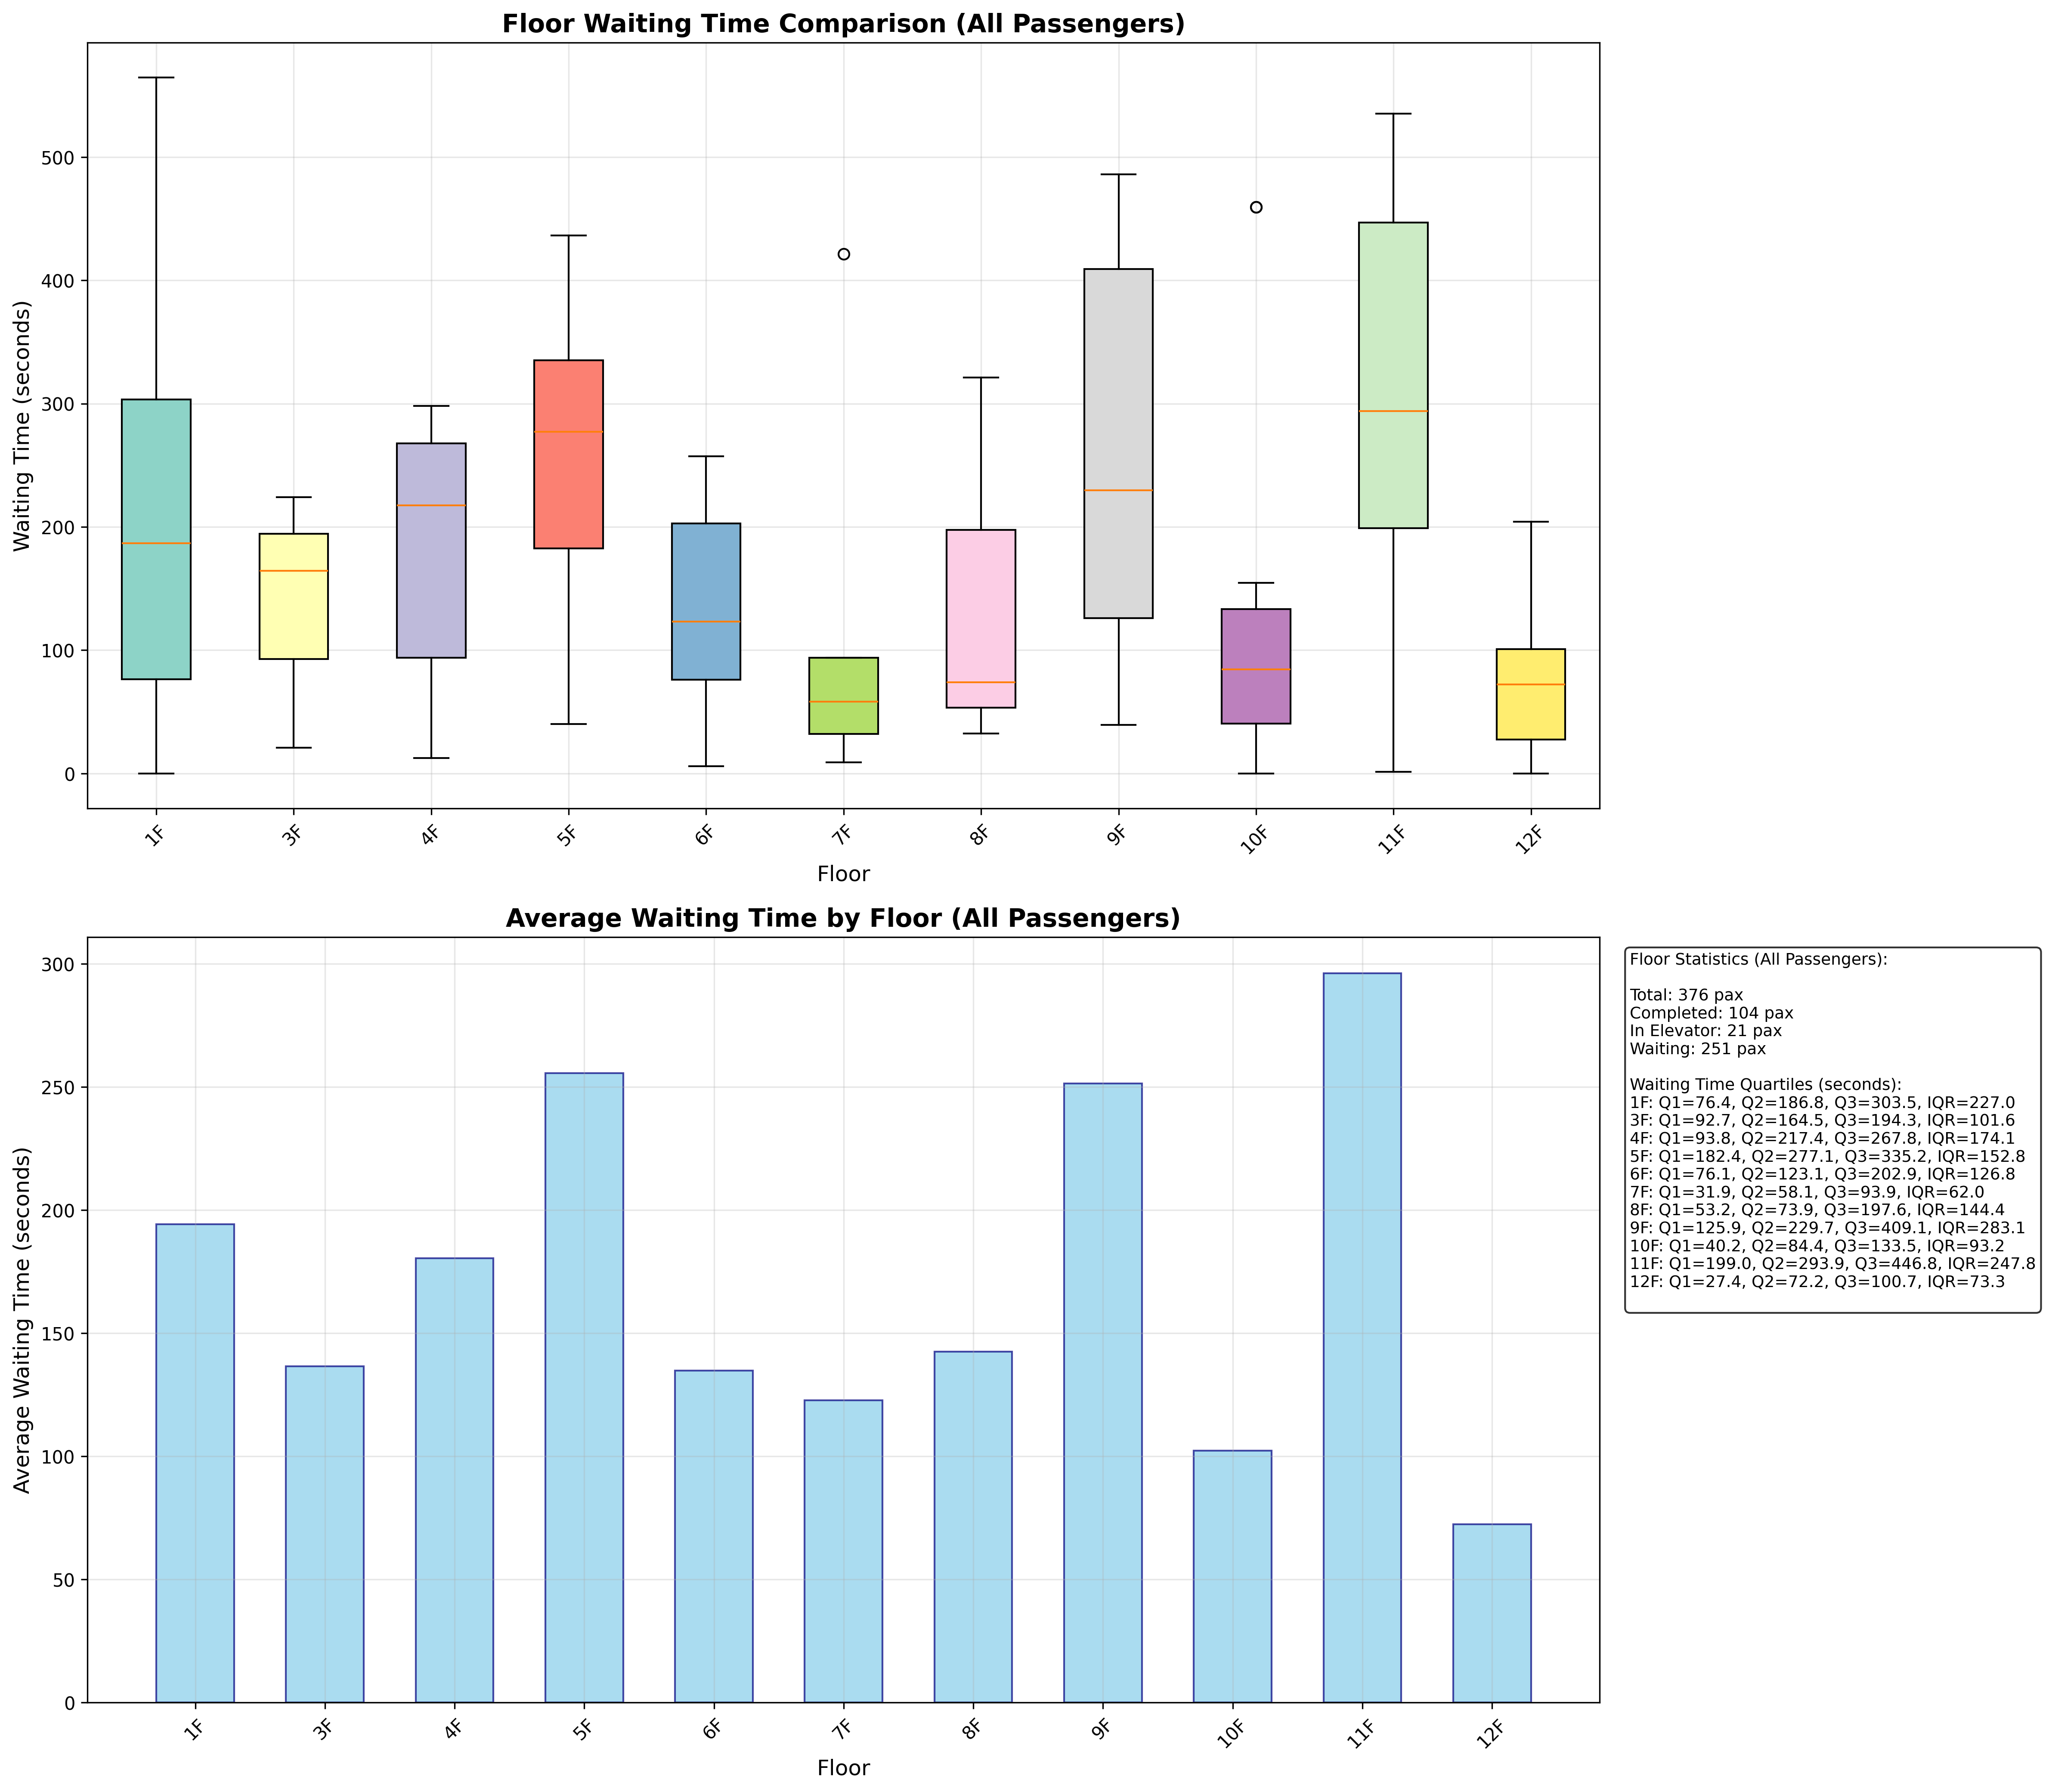 Floor Waiting Time Comparison (All Passengers)
Waiting Time (seconds)
500
400
300
200
100
0
1F
3F
4F
5F
6F
7F
8F
9F
10F
11F
12F
Floor
Average Waiting Time by Floor (All Passengers)
Average Waiting Time (seconds)
300
250
200
150
100
50
0
1F
3F
4F
5F
6F
7F
8F
9F
10F
11F
12F
Floor
Floor Statistics (All Passengers):
Total: 376 pax
Completed: 104 pax
In Elevator: 21 pax
Waiting: 251 pax
Waiting Time Quartiles (seconds):
1F: Q1=76.4, Q2=186.8, Q3=303.5, IQR=227.0
3F: Q1=92.7, Q2=164.5, Q3=194.3, IQR=101.6
4F: Q1=93.8, Q2=217.4, Q3=267.8, IQR=174.1
5F: Q1=182.4, Q2=277.1, Q3=335.2, IQR=152.8
6F: Q1=76.1, Q2=123.1, Q3=202.9, IQR=126.8
7F: Q1=31.9, Q2=58.1, Q3=93.9, IQR=62.0
8F: Q1=53.2, Q2=73.9, Q3=197.6, IQR=144.4
9F: Q1=125.9, Q2=229.7, Q3=409.1, IQR=283.1
10F: Q1=40.2, Q2=84.4, Q3=133.5, IQR=93.2
11F: Q1=199.0, Q2=293.9, Q3=446.8, IQR=247.8
12F: Q1=27.4, Q2=72.2, Q3=100.7, IQR=73.3